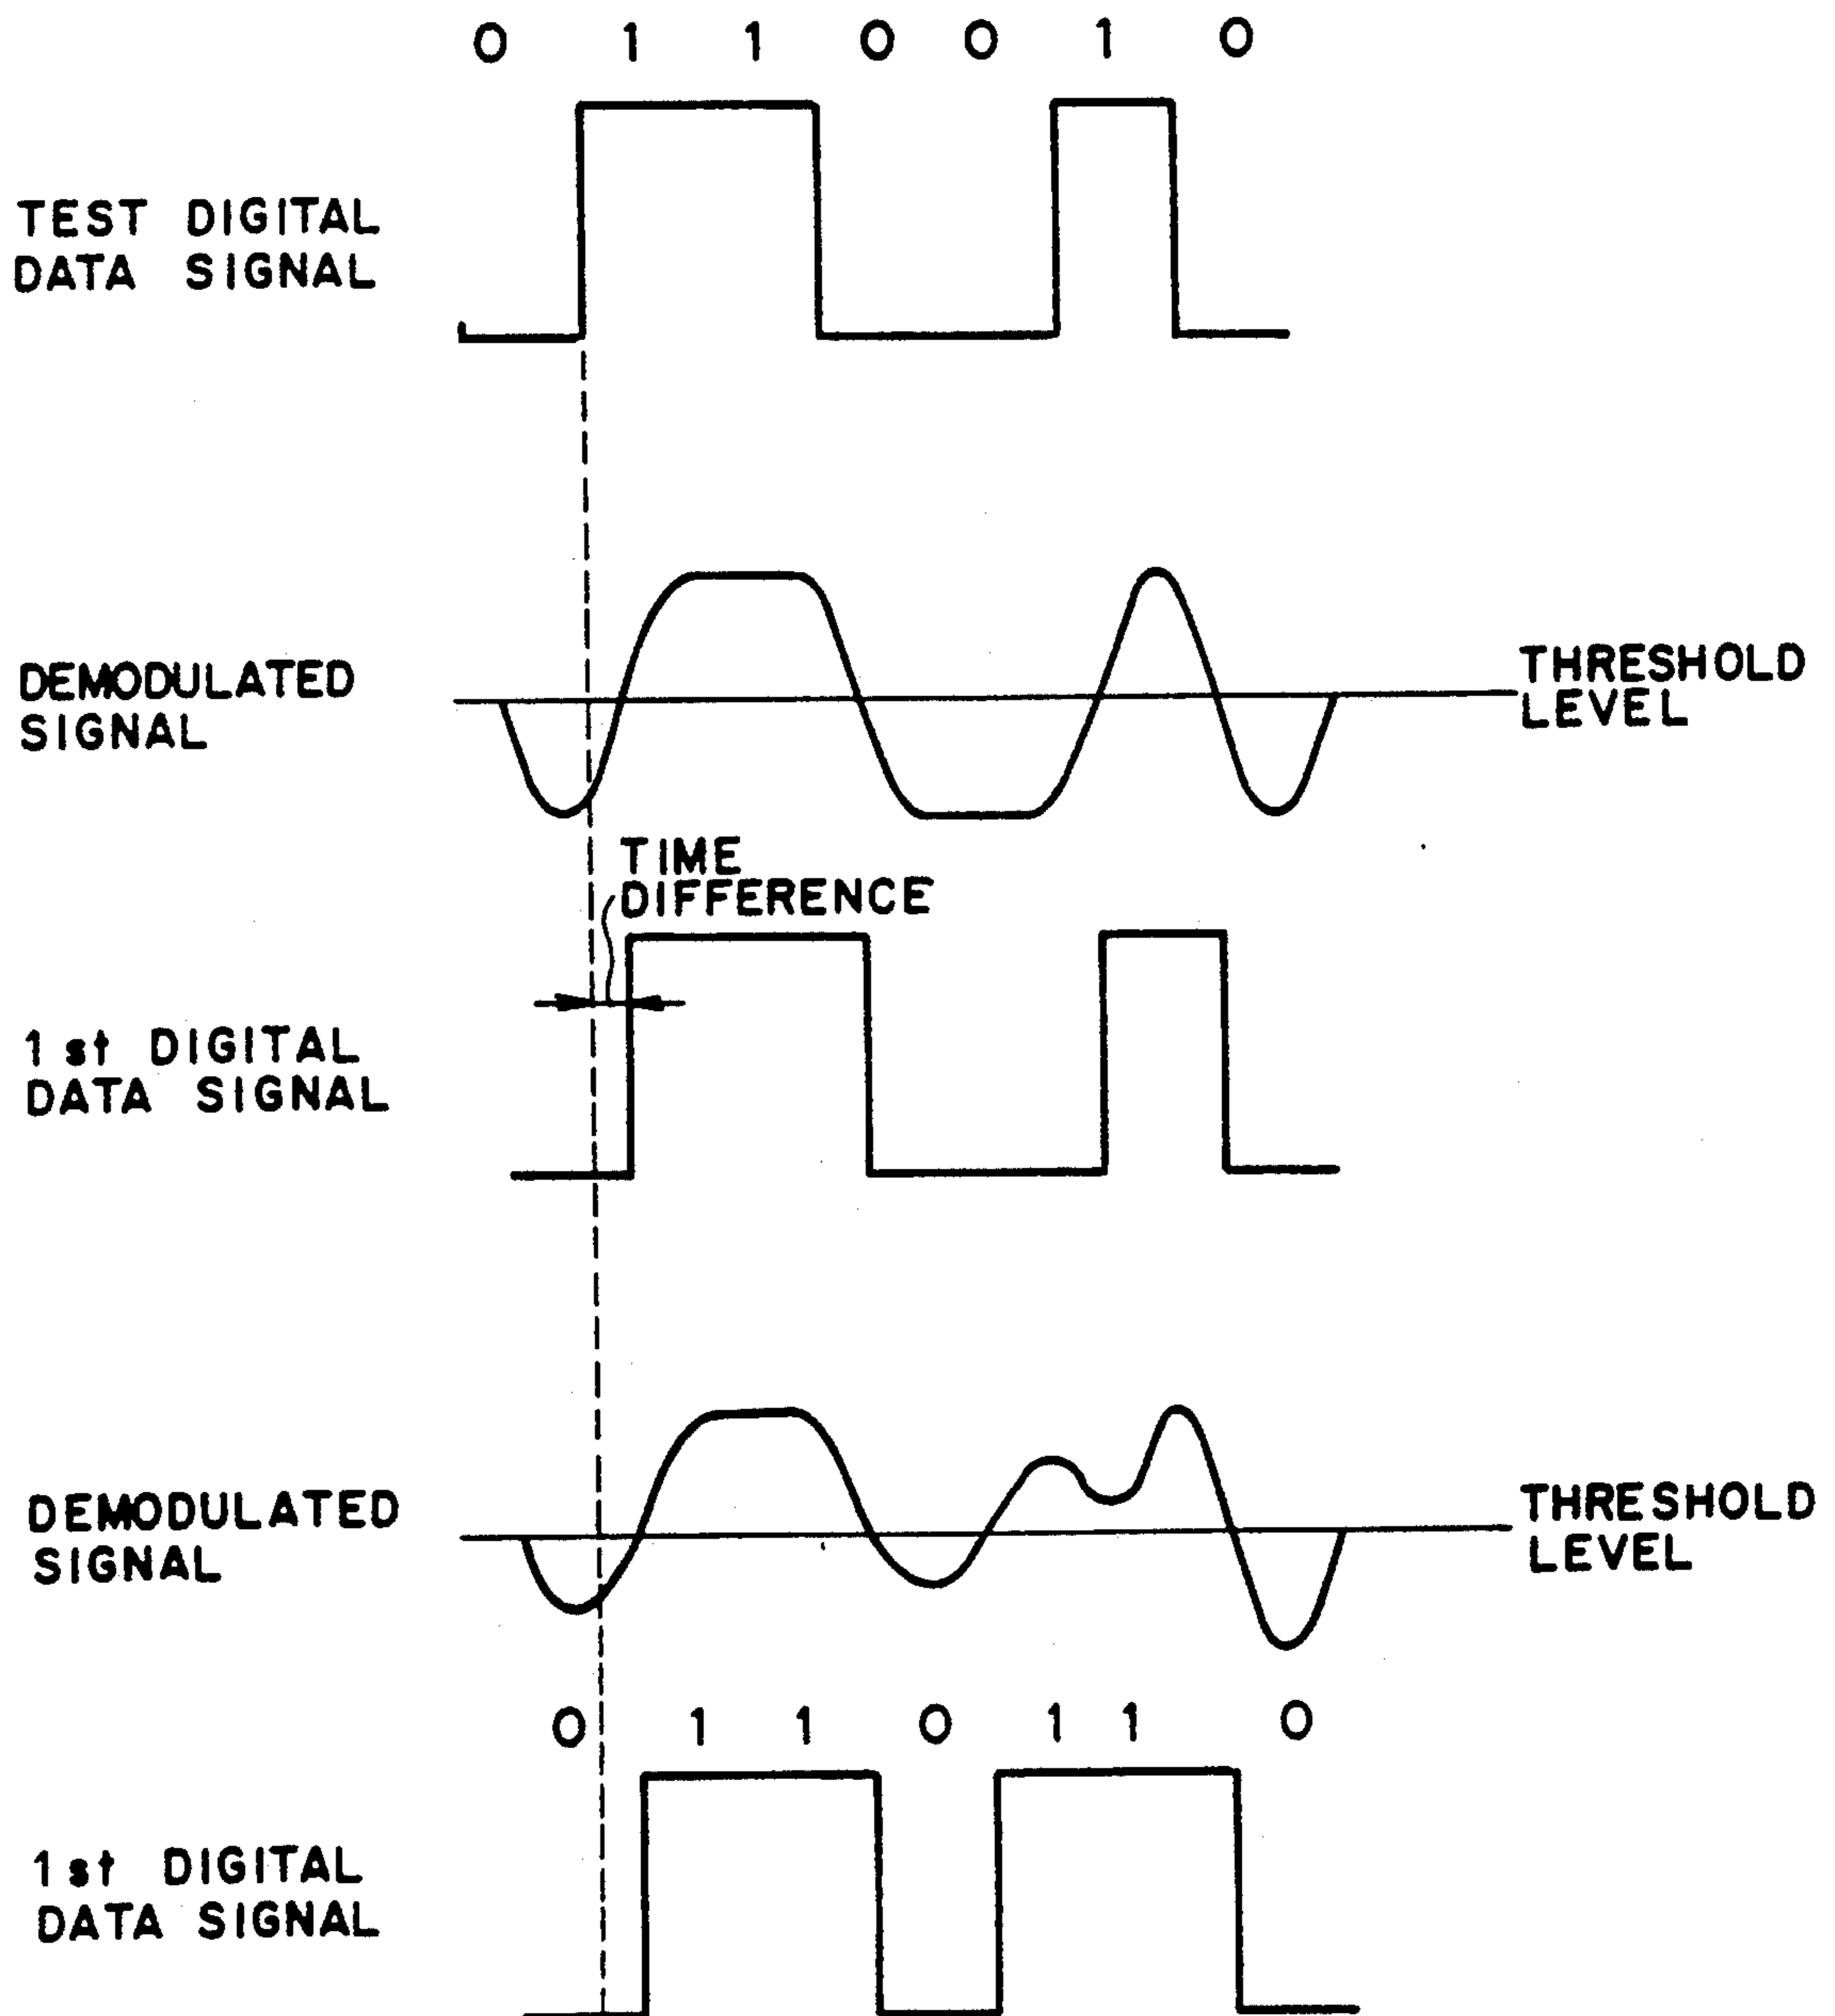 0 1 1 0 0 1 0
TEST DIGITAL
DATA SIGNAL
DEMODULATED
SIGNAL
THRESHOLD
LEVEL
TIME
DIFFERENCE
1st DIGITAL
DATA SIGNAL
DEMODULATED
SIGNAL
THRESHOLD
LEVEL
0 1 1 0 1 1 0
1st DIGITAL
DATA SIGNAL